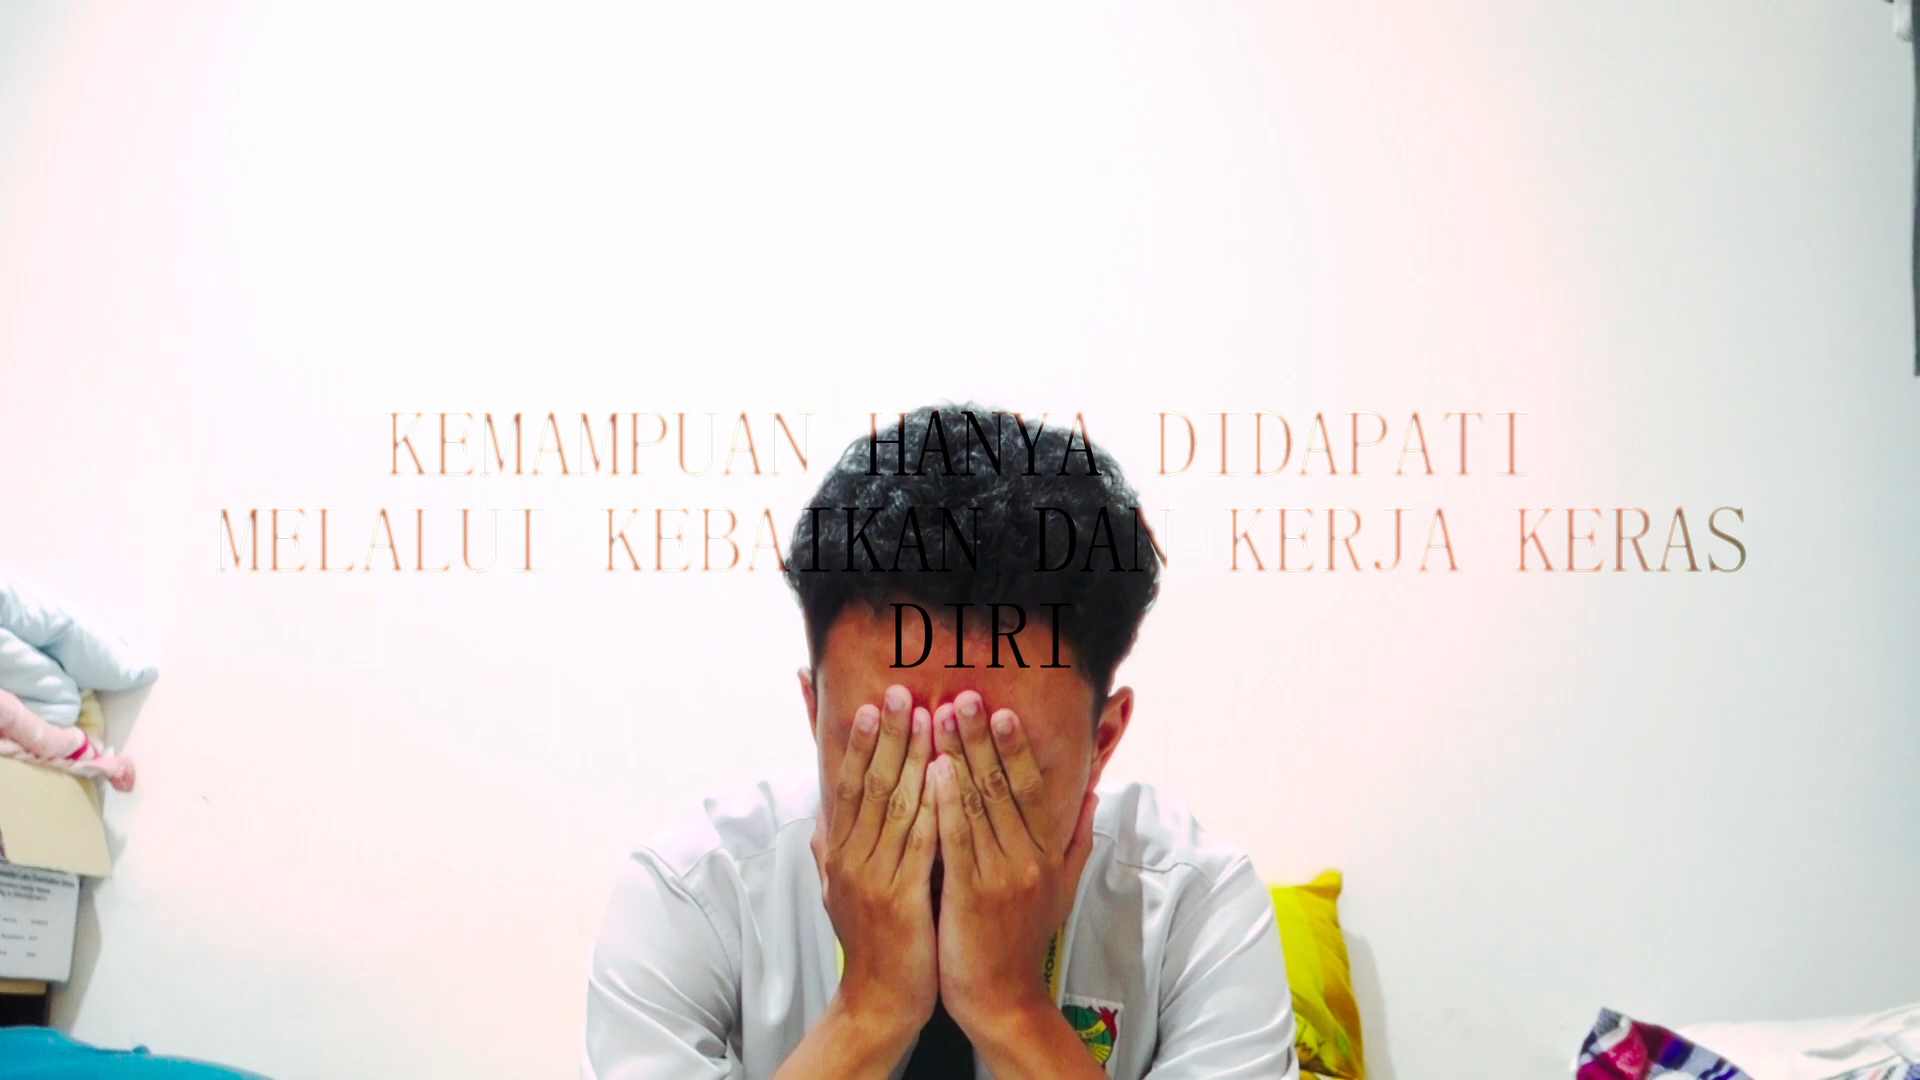 KEMAMPUAN HANYA DIDAPATI
MELALUI KEBAIKAN DAN KERJA KERAS
DIRI